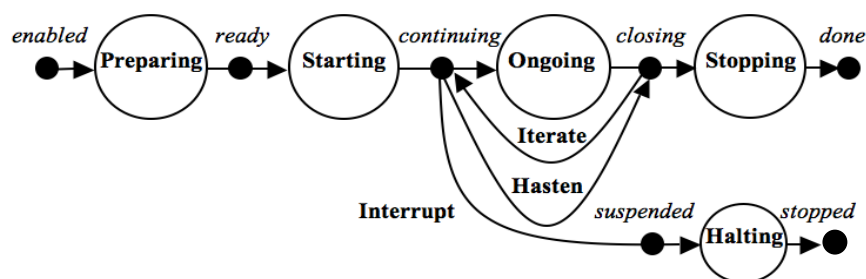 enabled
ready
continuing
closing
done
Preparing
Starting
Ongoing
Stopping
Iterate
Hasten
Interrupt
suspended
stopped
Halting